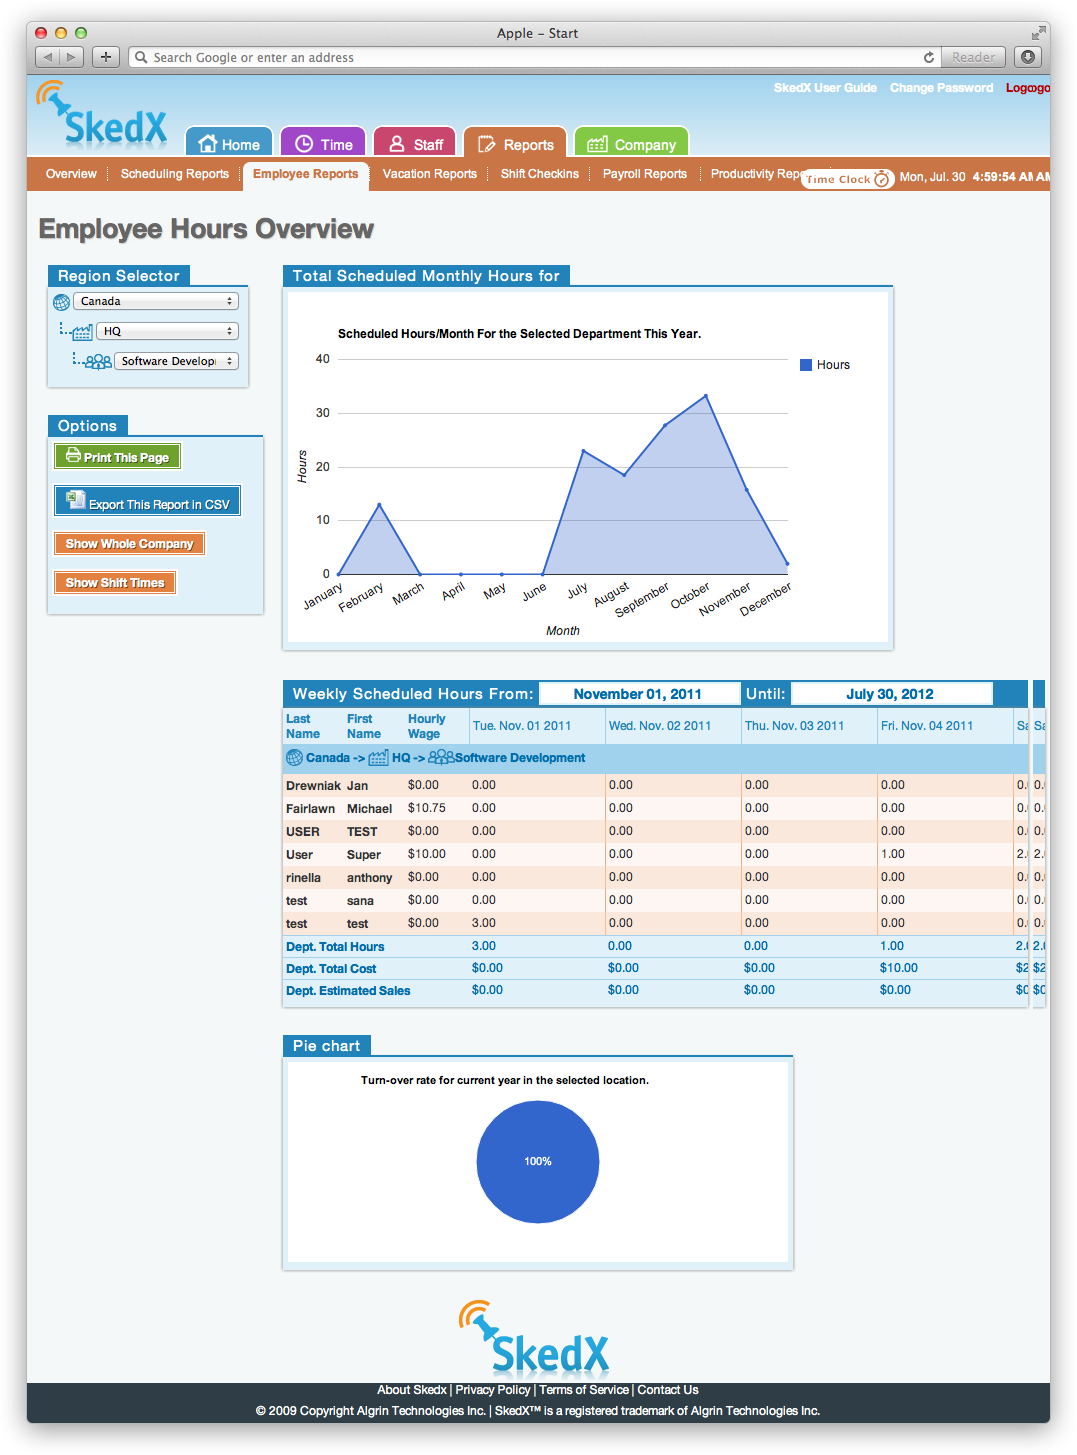 Apple – Start
Search Google or enter an address
Reader
SkedX User Guide Change Password
SkedX
Home Time Staff Reports Company
Overview Scheduling Reports Employee Reports Vacation Reports Shift Checkins Payroll Reports Productivity
Time Clock Mon, Jul. 30 4:59:54 AM
Employee Hours Overview
Region Selector
Canada
HQ
Software Develop
Options
Print This Page
Export This Report in CSV
Show Whole Company
Show Shift Times
Total Scheduled Monthly Hours for
Scheduled Hours/Month For the Selected Department This Year.
40
Hours
30
20
10
0
Hours
January February March April May June July August September October November December
Month
Weekly Scheduled Hours From: November 01, 2011 Until: July 30, 2012
Last Name First Name Hourly Wage Tue. Nov. 01 2011 Wed. Nov. 02 2011 Thu. Nov. 03 2011 Fri. Nov. 04 2011 Sa
Canada -> HQ -> Software Development
Drewniak Jan $0.00 0.00 0.00 0.00 0.00 0. 0.
Fairlawn Michael $10.75 0.00 0.00 0.00 0.00 0. 0.
USER TEST $0.00 0.00 0.00 0.00 0.00 0. 0.
User Super $10.00 0.00 0.00 0.00 1.00 2. 2.
rinella anthony $0.00 0.00 0.00 0.00 0.00 0. 0.
test sana $0.00 0.00 0.00 0.00 0.00 0. 0.
test test $0.00 3.00 0.00 0.00 0.00 0. 0.
Dept. Total Hours 3.00 0.00 0.00 1.00 2. 2.
Dept. Total Cost $0.00 $0.00 $0.00 $10.00 $2 $2
Dept. Estimated Sales $0.00 $0.00 $0.00 $0.00 $0 $0
Pie chart
Turn-over rate for current year in the selected location.
100%
SkedX
About Skedx | Privacy Policy | Terms of Service | Contact Us
© 2009 Copyright Algrin Technologies Inc. | SkedX™ is a registered trademark of Algrin Technologies Inc.